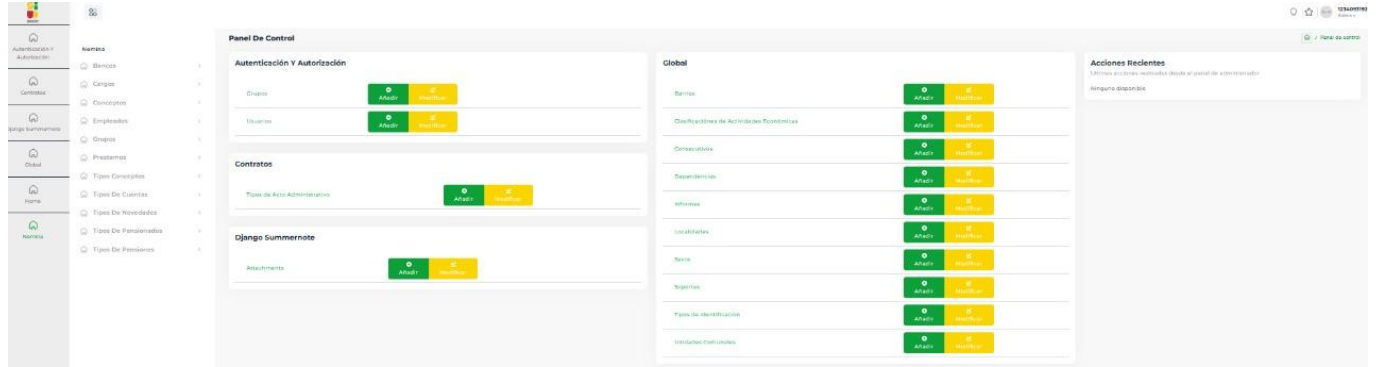 1234095192
Autenticación Y
Autorización
Contratos
Django Summernote
Global
Home
Nomina
Nomina
Bancos
Cargos
Conceptos
Empleados
Grupos
Prestamos
Tipos Conceptos
Tipos De Cuentas
Tipos De Novedades
Tipos De Pensionados
Tipos De Pensiones
Panel De Control
/ Panel de control
Autenticación Y Autorización
Grupos
Añadir
Modificar
Usuarios
Añadir
Modificar
Contratos
Tipos de Acto Administrativo
Añadir
Modificar
Django Summernote
Attachments
Añadir
Modificar
Global
Barrios
Añadir
Modificar
Clasificaciones de Actividades Económicas
Añadir
Modificar
Consecutivos
Añadir
Modificar
Dependencias
Añadir
Modificar
Informes
Añadir
Modificar
Localidades
Añadir
Modificar
Añadir
Modificar
Añadir
Modificar
Tipos de Identificación
Añadir
Modificar
Unidades Comunales
Añadir
Modificar
Acciones Recientes
Últimas acciones realizadas desde el panel de administrador
Ninguno disponible